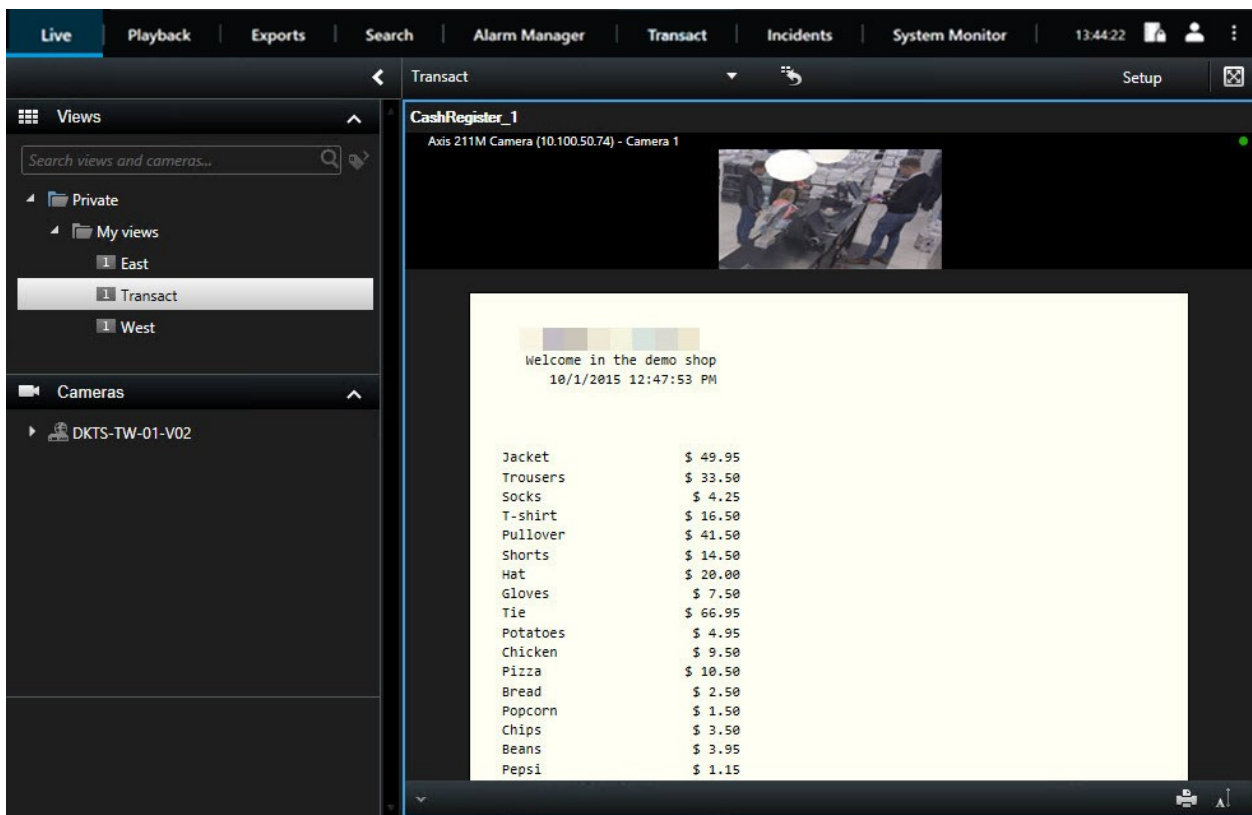 Live Playback Exports Search Alarm Manager Transact Incidents System Monitor 13:44:22
Transact Setup
Views
Search views and cameras...
Private
My views
1 East
1 Transact
1 West
Cameras
DKTS-TW-01-V02
CashRegister_1
Axis 211M Camera (10.100.50.74) - Camera 1
Welcome in the demo shop
10/1/2015 12:47:53 PM
Jacket $ 49.95
Trousers $ 33.50
Socks $ 4.25
T-shirt $ 16.50
Pullover $ 41.50
Shorts $ 14.50
Hat $ 20.00
Gloves $ 7.50
Tie $ 66.95
Potatoes $ 4.95
Chicken $ 9.50
Pizza $ 10.50
Bread $ 2.50
Popcorn $ 1.50
Chips $ 3.50
Beans $ 3.95
Pepsi $ 1.15
A